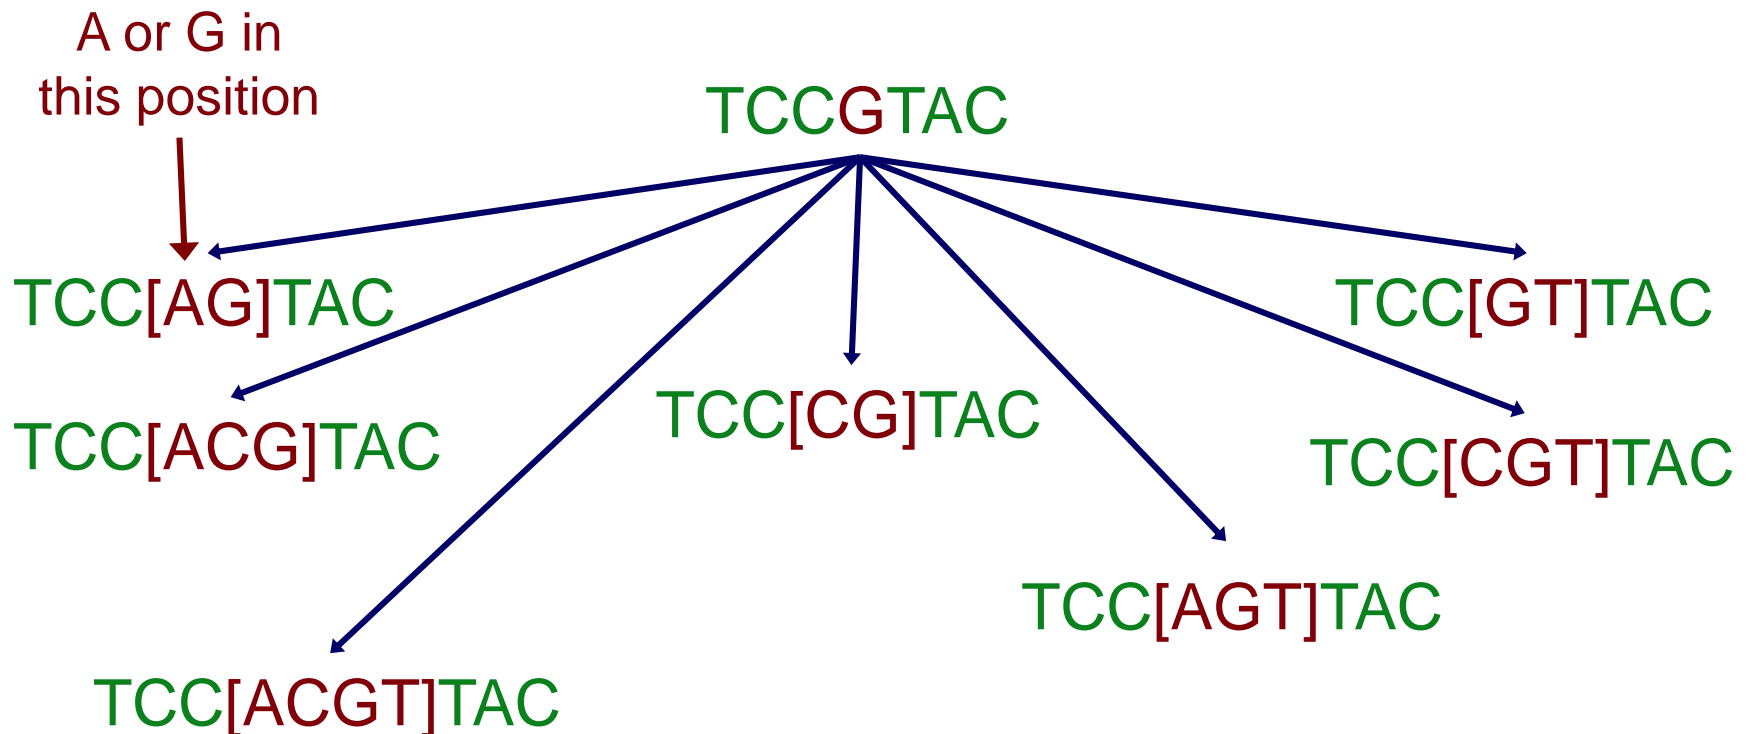 A or G in
this position
TCCGTAC
TCC[AG]TAC
TCC[GT]TAC
TCC[ACG]TAC
TCC[CG]TAC
TCC[CGT]TAC
TCC[AGT]TAC
TCC[ACGT]TAC